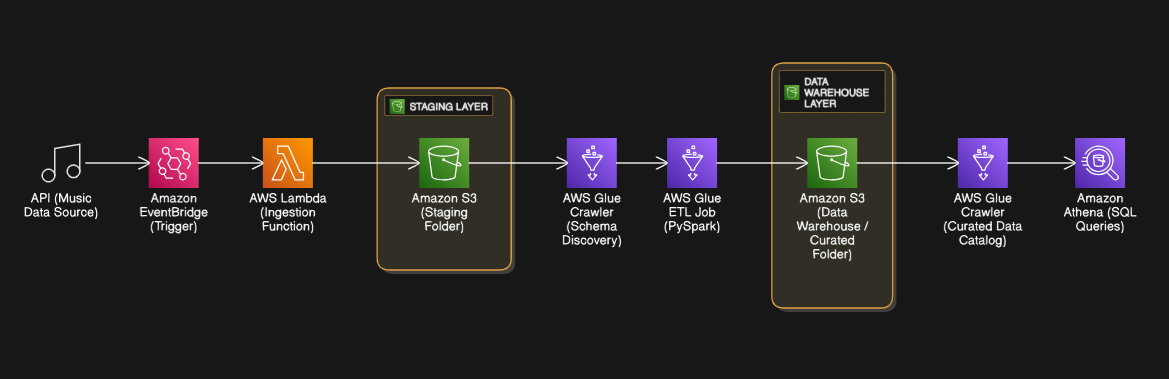 STAGING LAYER
DATA
WAREHOUSE
LAYER
API (Music
Data Source)
Amazon
EventBridge
(Trigger)
AWS Lambda
(Ingestion
Function)
Amazon S3
(Staging
Folder)
AWS Glue
Crawler
(Schema
Discovery)
AWS Glue
ETL Job
(PySpark)
Amazon S3
(Data
Warehouse /
Curated
Folder)
AWS Glue
Crawler
(Curated Data
Catalog)
Amazon
Athena (SQL
Queries)